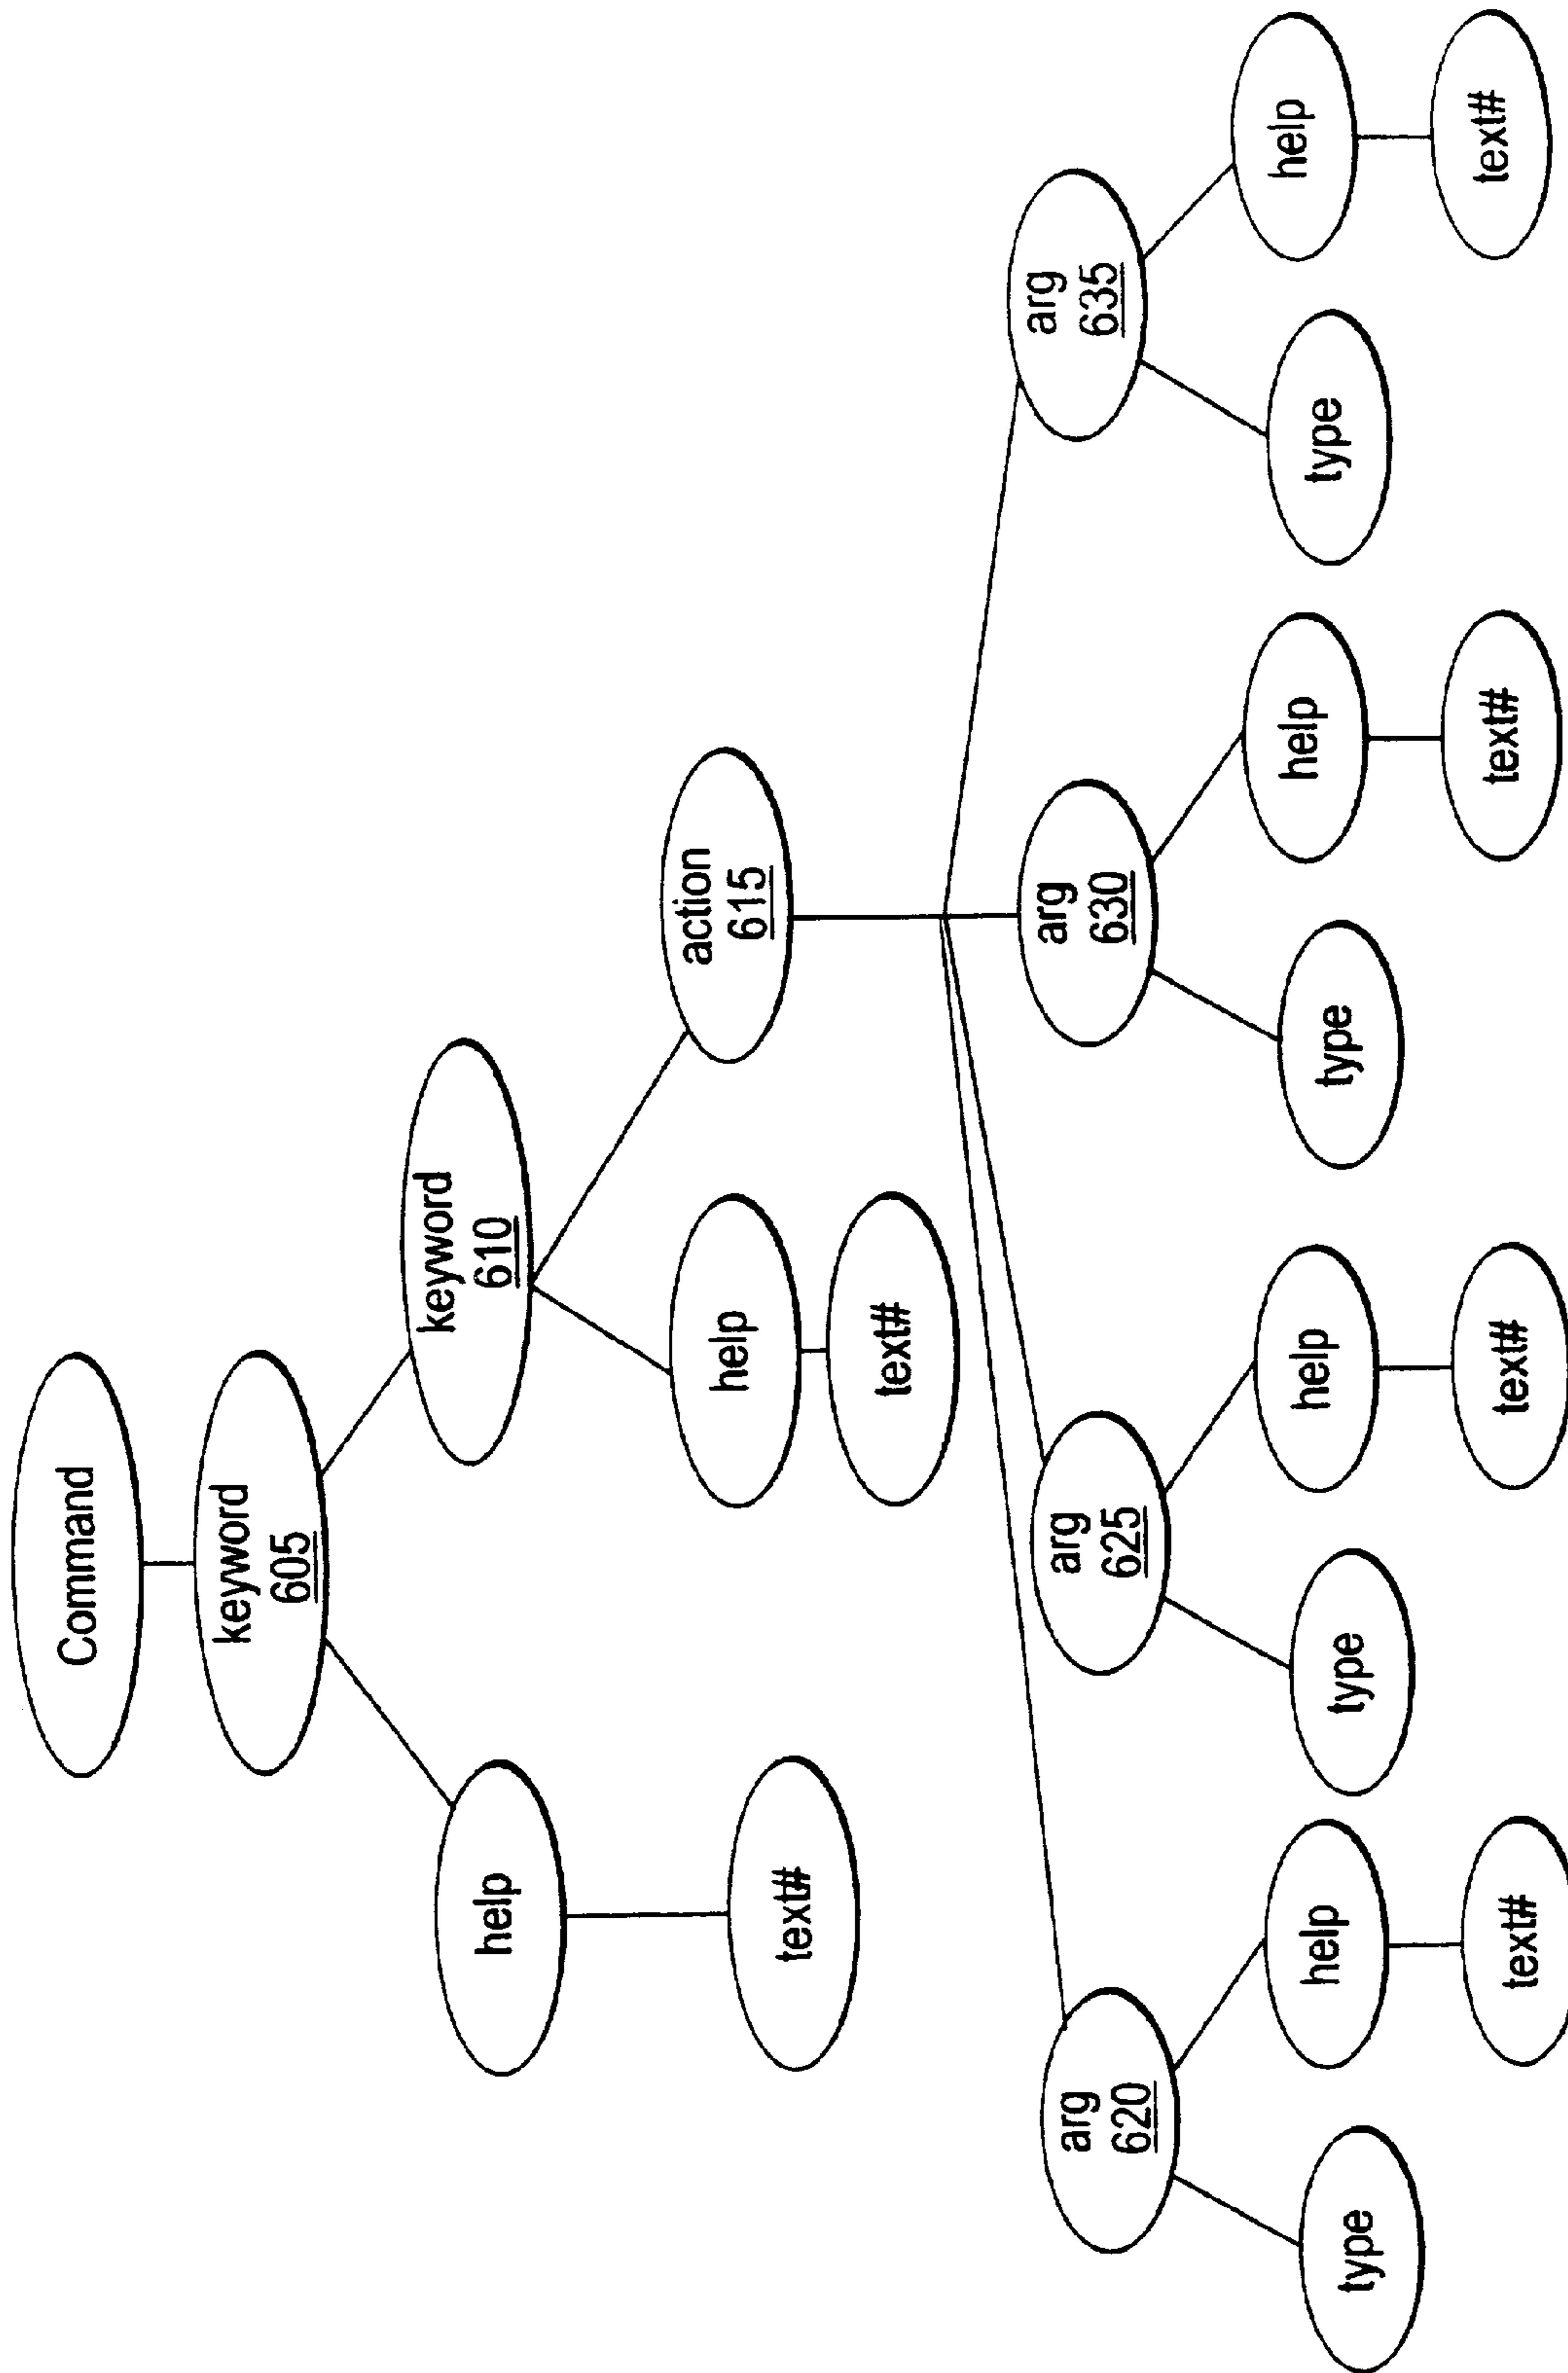 Command
keyword
605
help
text#
keyword
610
help
text#
action
615
arg
620
type
help
text#
arg
625
type
help
text#
arg
630
type
help
text#
arg
635
type
help
text#